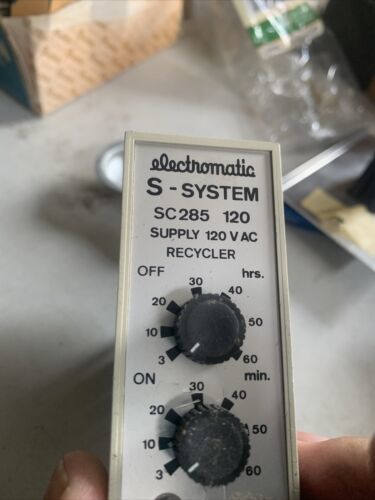 electromatic
S-SYSTEM
SC285 120
SUPPLY 120 V AC
RECYCLER
OFF hrs.
30 40
20 50
10 60
3
ON min.
30 40
20 50
10 60
3